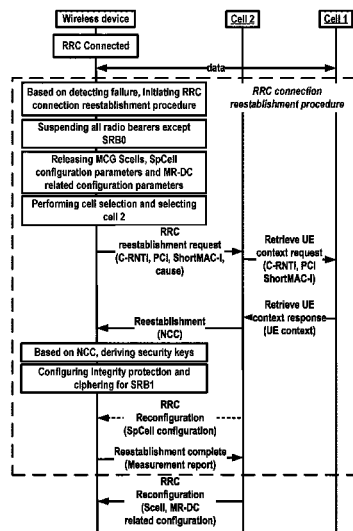 Wireless device
Cell 2
Cell 1
RRC Connected
data
Based on detecting failure, Initiating RRC
connection reestablishment procedure
RRC connection
reestablishment procedure
Suspending all radio bearers except
SRB0
Releasing MCG Scells, SpCell
configuration parameters and MR-DC
related configuration parameters
Performing cell selection and selecting
cell 2
RRC
reestablishment request
(C-RNTI, PCI, ShortMAC-I,
cause)
Retrieve UE
context request
(C-RNTI, PCI
ShortMAC-I)
Retrieve UE
context response
(UE context)
Reestablishment
(NCC)
Based on NCC, deriving security keys
Configuring integrity protection and
ciphering for SRB1
RRC
Reconfiguration
(SpCell configuration)
Reestablishment complete
(Measurement report)
RRC
Reconfiguration
(Scell, MR-DC
related configuration)